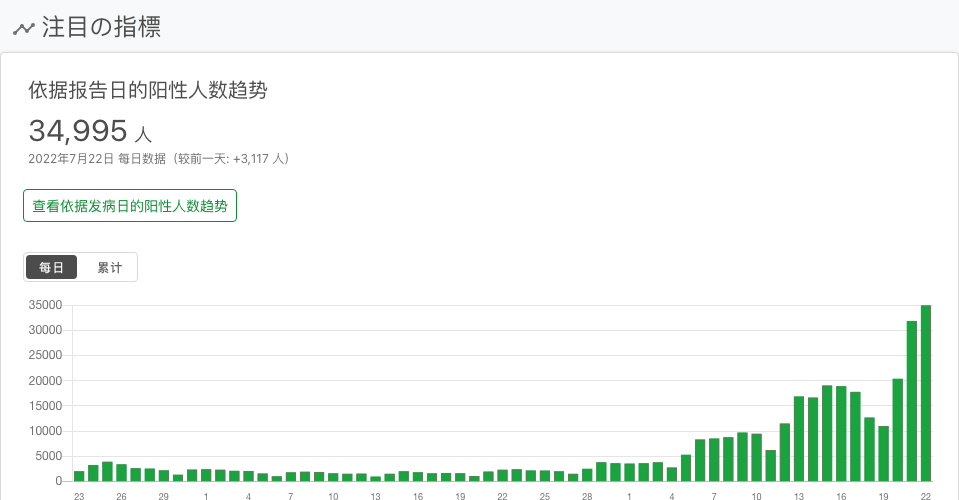 注目の指標
依据报告日的阳性人数趋势
34,995 人
2022年7月22日 每日数据（较前一天: +3,117 人）
查看依据发病日的阳性人数趋势
每日 累计
35000
30000
25000
20000
15000
10000
5000
0
23 26 29 1 4 7 10 13 16 19 22 25 28 1 4 7 10 13 16 19 22